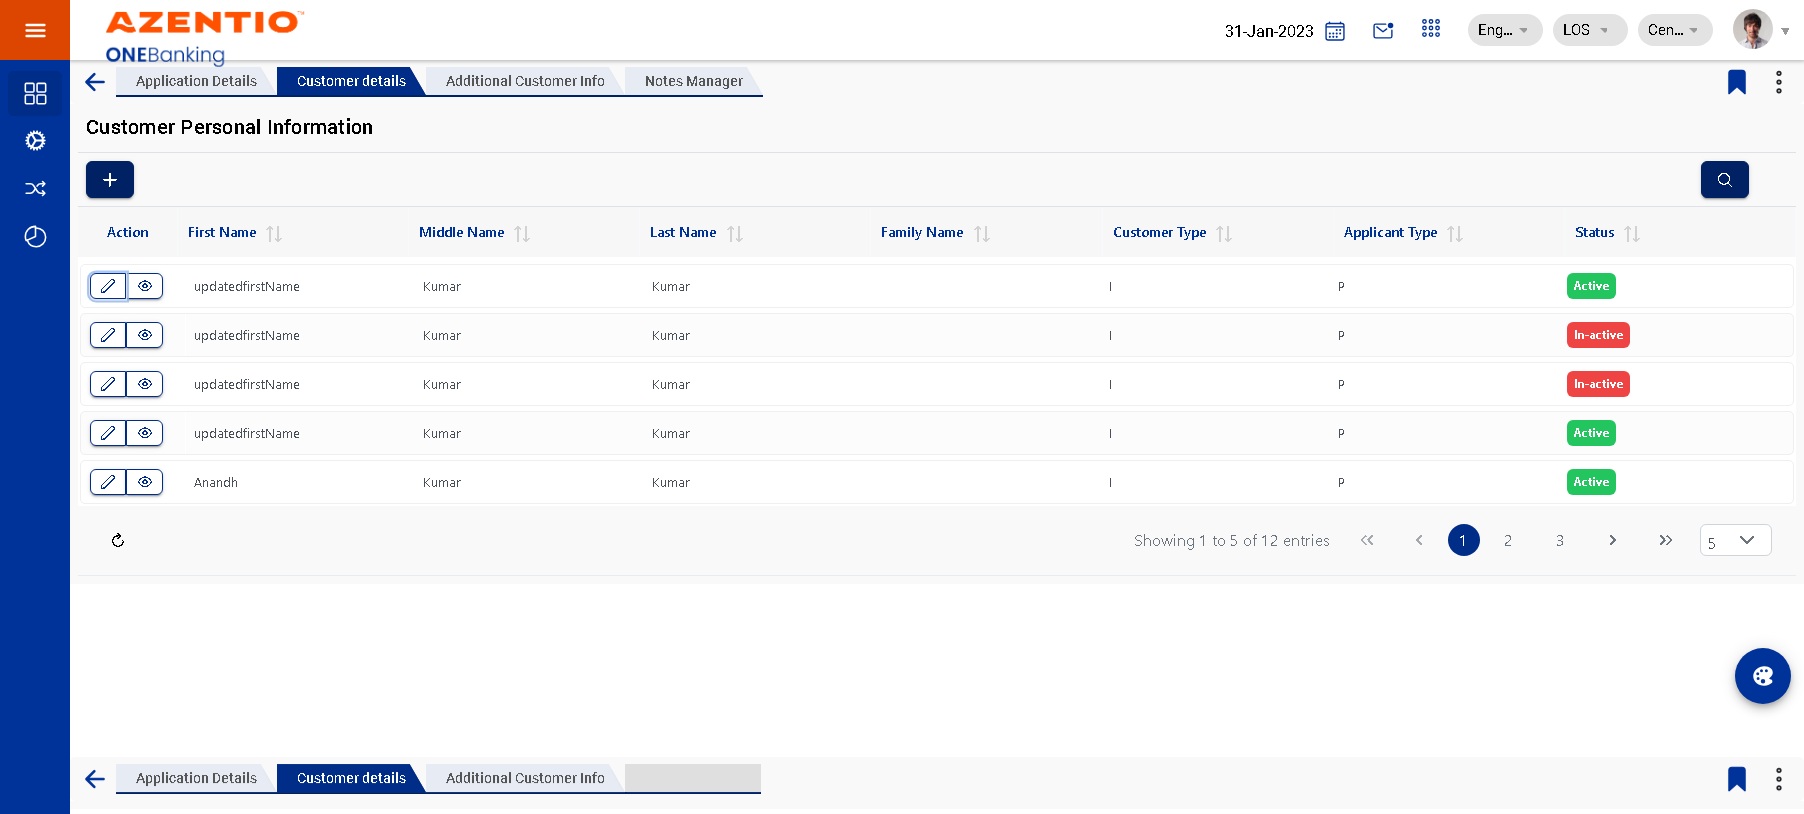 AZENTIO™
ONEBanking
31-Jan-2023 Eng... LOS Cen...
Application Details Customer details Additional Customer Info Notes Manager
Customer Personal Information
Action First Name Middle Name Last Name Family Name Customer Type Applicant Type Status
updatedfirstName Kumar Kumar I P Active
updatedfirstName Kumar Kumar I P In-active
updatedfirstName Kumar Kumar I P In-active
updatedfirstName Kumar Kumar I P Active
Anandh Kumar Kumar I P Active
Showing 1 to 5 of 12 entries 1 2 3 5
Application Details Customer details Additional Customer Info